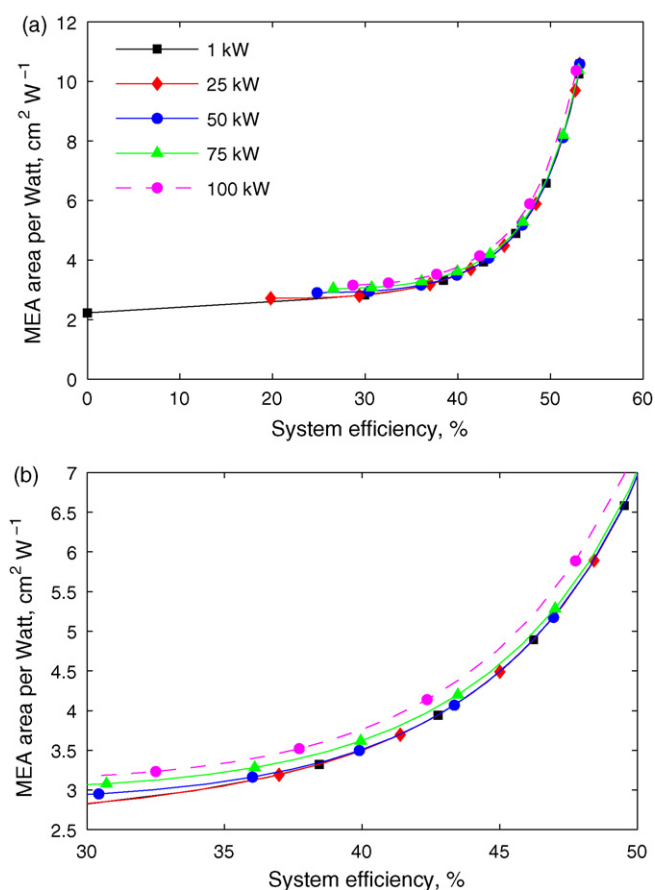 (a)
12
10
8
6
4
2
0
MEA area per Watt, cm² W⁻¹
1 kW
25 kW
50 kW
75 kW
100 kW
0 10 20 30 40 50 60
System efficiency, %
(b)
7
6.5
6
5.5
5
4.5
4
3.5
3
2.5
MEA area per Watt, cm² W⁻¹
30 35 40 45 50
System efficiency, %